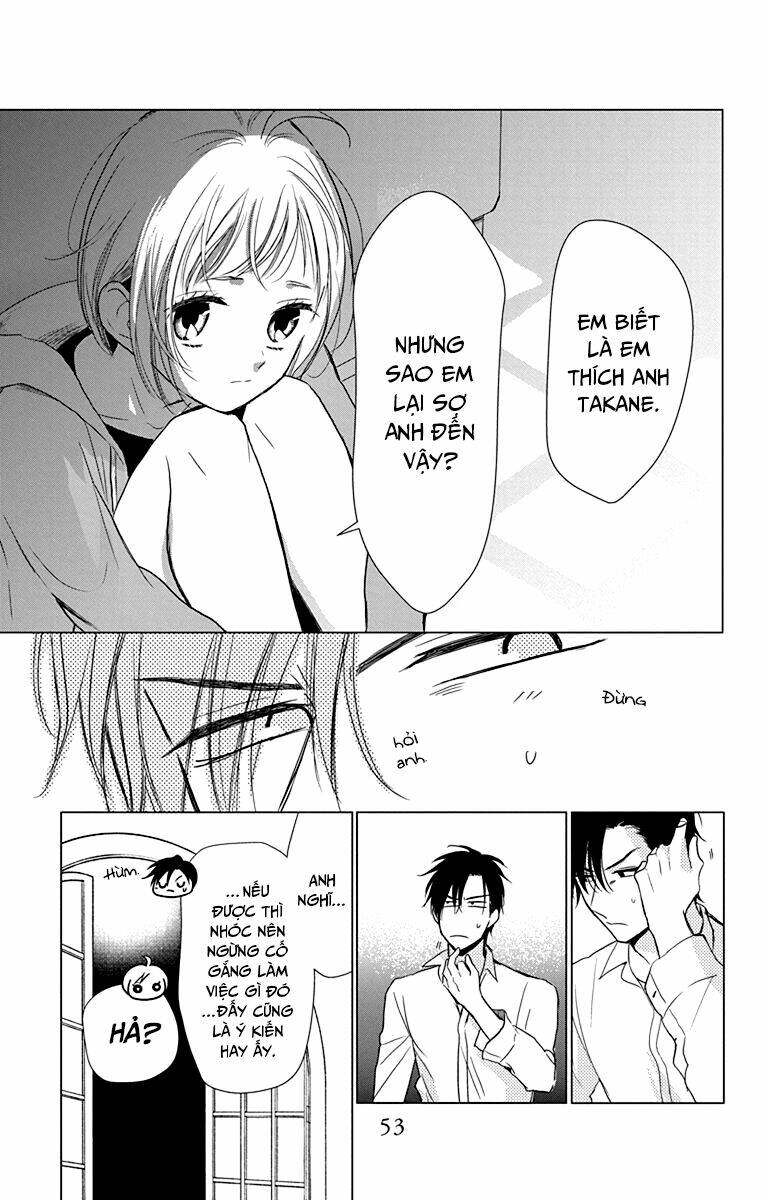 EM BIẾT
LÀ EM
THÍCH ANH
TAKANE.
NHƯNG
SAO EM
LẠI SỢ
ANH ĐẾN
VẬY?
Đừng
hỏi
anh
ANH
NGHĨ...
...NẾU
ĐƯỢC THÌ
NHÓC NÊN
NGỪNG CỐ
GẮNG LÀM
VIỆC GÌ ĐÓ
...ĐẤY CŨNG
LÀ Ý KIẾN
HAY ẤY.
Hừm.
HẢ?
53